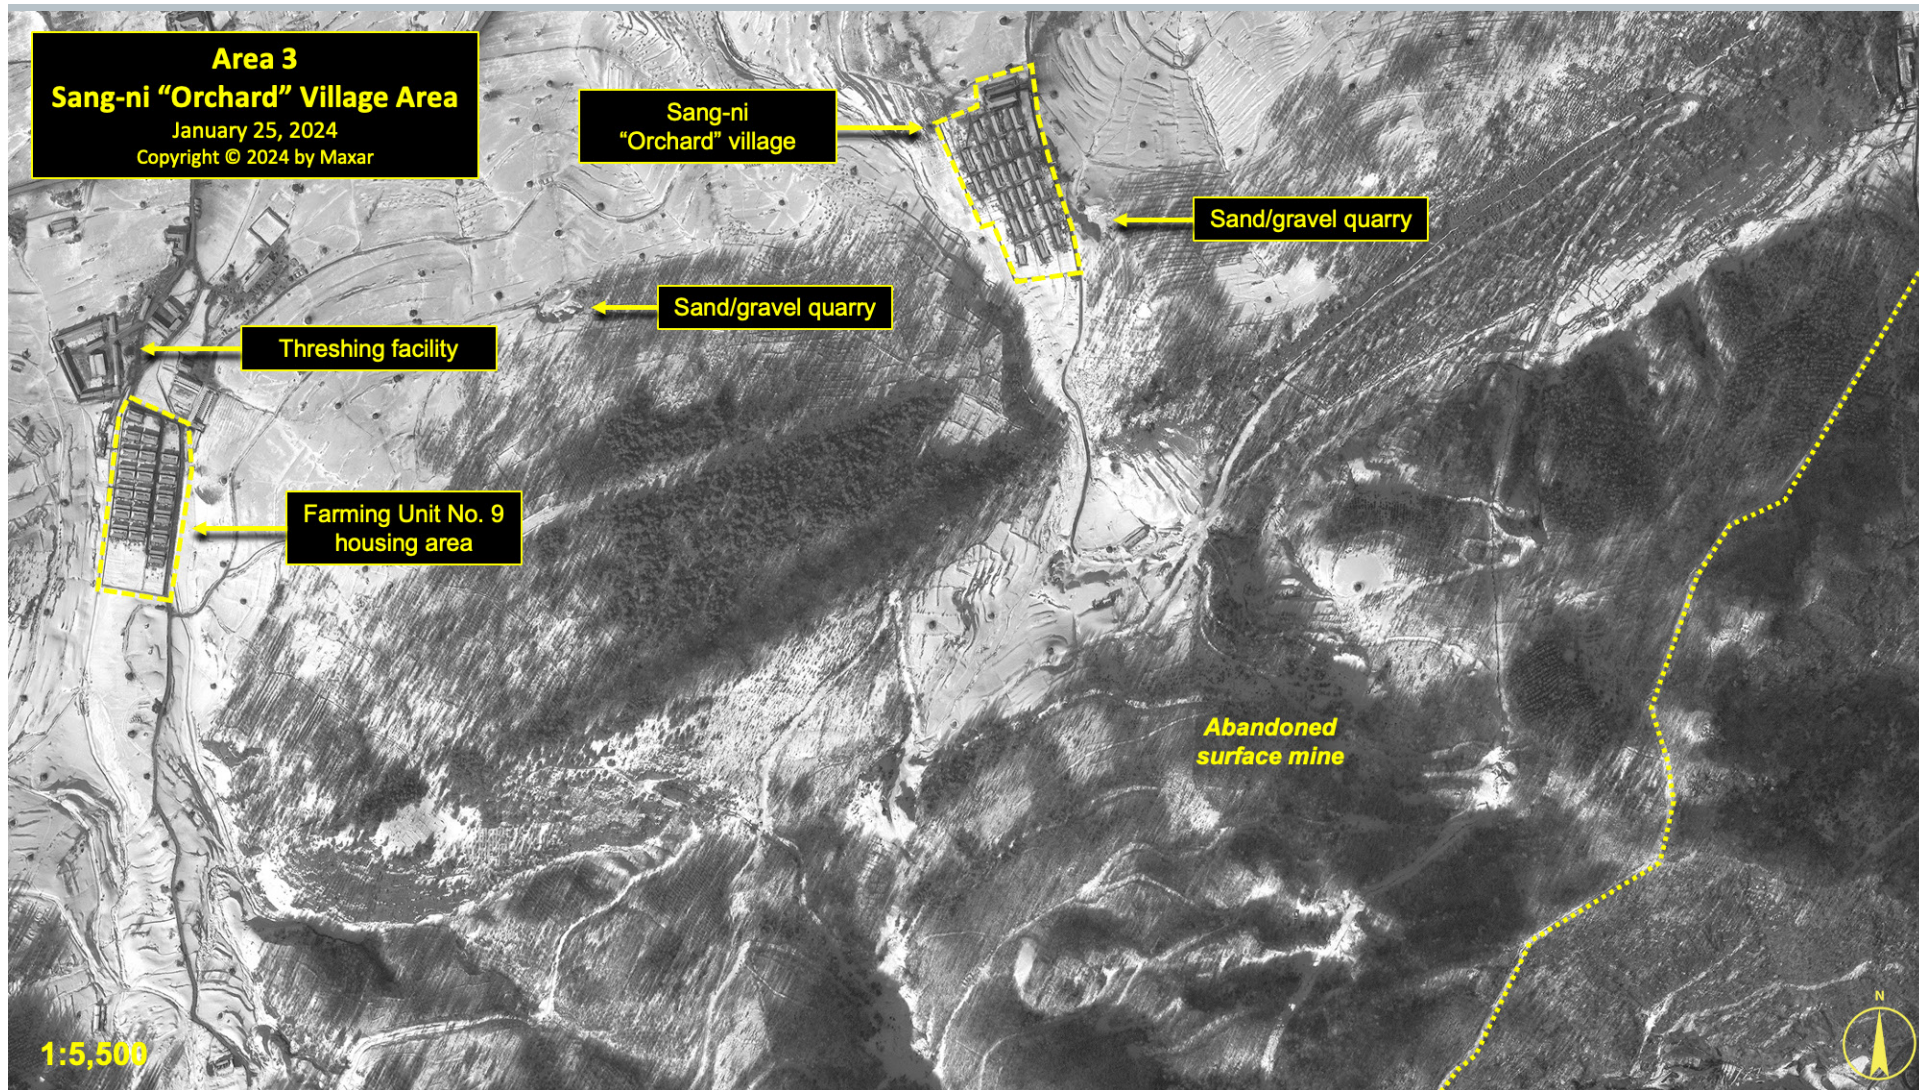 Area 3
Sang-ni “Orchard” Village Area
January 25, 2024
Copyright © 2024 by Maxar
Sang-ni
“Orchard” village
Sand/gravel quarry
Sand/gravel quarry
Threshing facility
Farming Unit No. 9
housing area
Abandoned
surface mine
1:5,500
N